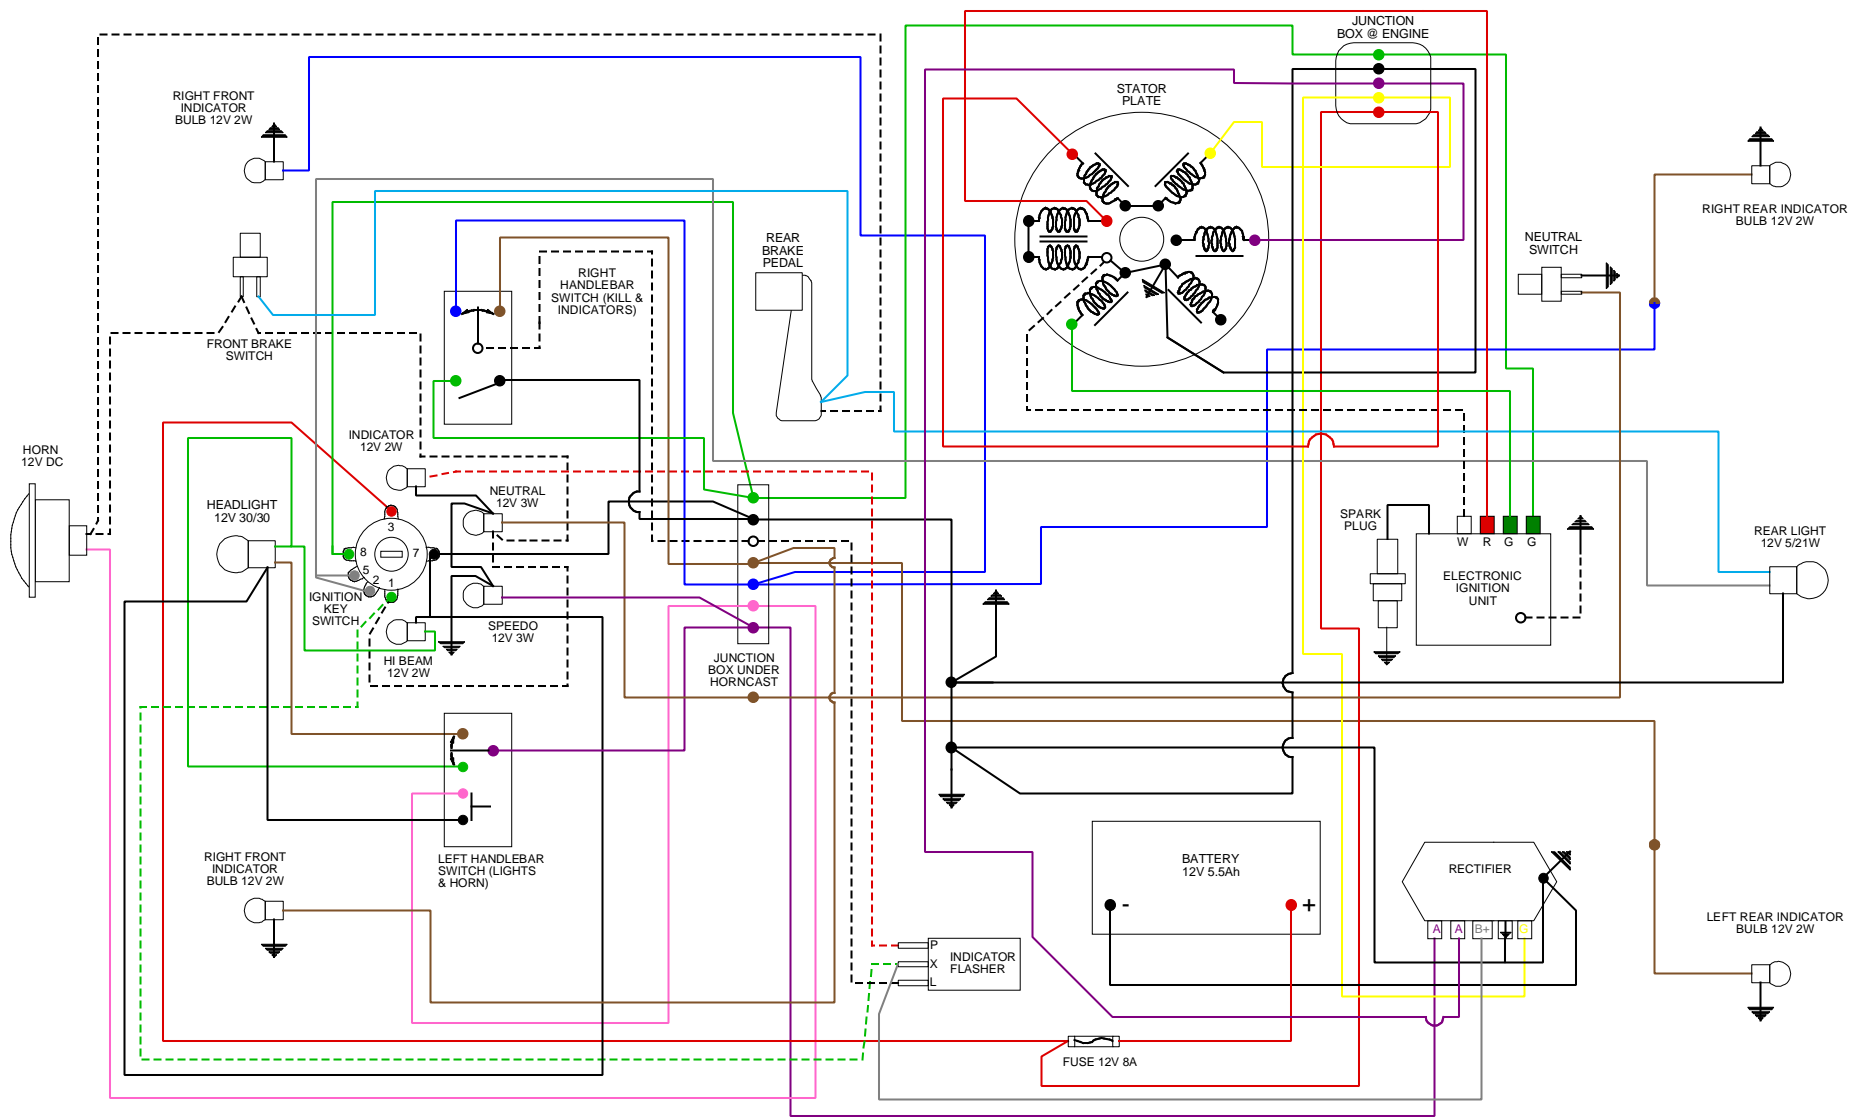 JUNCTION
BOX @ ENGINE
RIGHT FRONT
INDICATOR
BULB 12V 2W
STATOR
PLATE
RIGHT REAR INDICATOR
BULB 12V 2W
NEUTRAL
SWITCH
REAR
BRAKE
PEDAL
RIGHT
HANDLEBAR
SWITCH (KILL &
INDICATORS)
FRONT BRAKE
SWITCH
INDICATOR
12V 2W
HORN
12V DC
HEADLIGHT
12V 30/30
NEUTRAL
12V 3W
3
8
7
5
2
1
IGNITION
KEY
SWITCH
SPEEDO
12V 3W
HI BEAM
12V 2W
JUNCTION
BOX UNDER
HORNCAST
SPARK
PLUG
W R G G
ELECTRONIC
IGNITION
UNIT
REAR LIGHT
12V 5/21W
LEFT HANDLEBAR
SWITCH (LIGHTS
& HORN)
RIGHT FRONT
INDICATOR
BULB 12V 2W
BATTERY
12V 5.5Ah
- +
RECTIFIER
A A B+ G
LEFT REAR INDICATOR
BULB 12V 2W
P
X
L
INDICATOR
FLASHER
FUSE 12V 8A